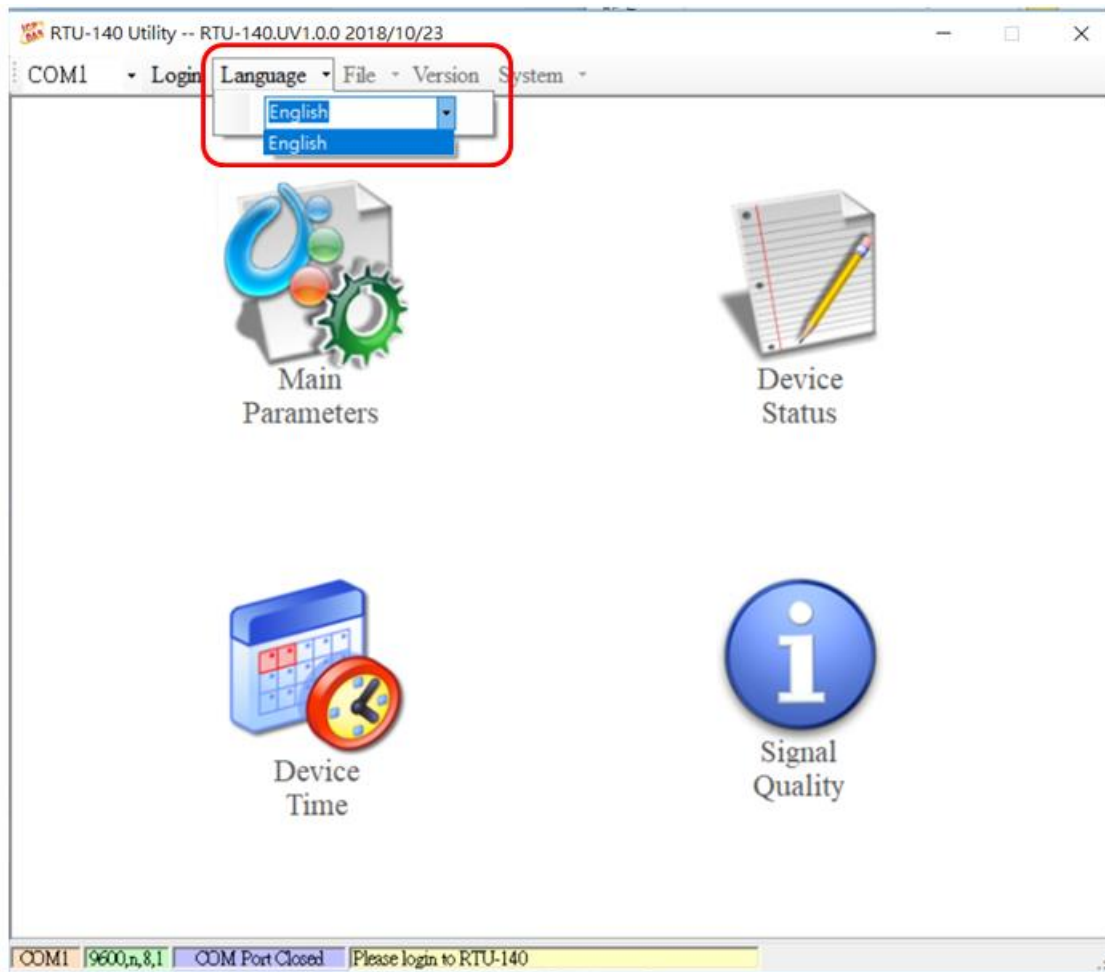 RTU-140 Utility -- RTU-140.UV1.0.0 2018/10/23
COM1 Login Language File Version System
English
English
Main
Parameters
Device
Status
Device
Time
Signal
Quality
COM1 9600,n,8,1 COM Port Closed Please login to RTU-140